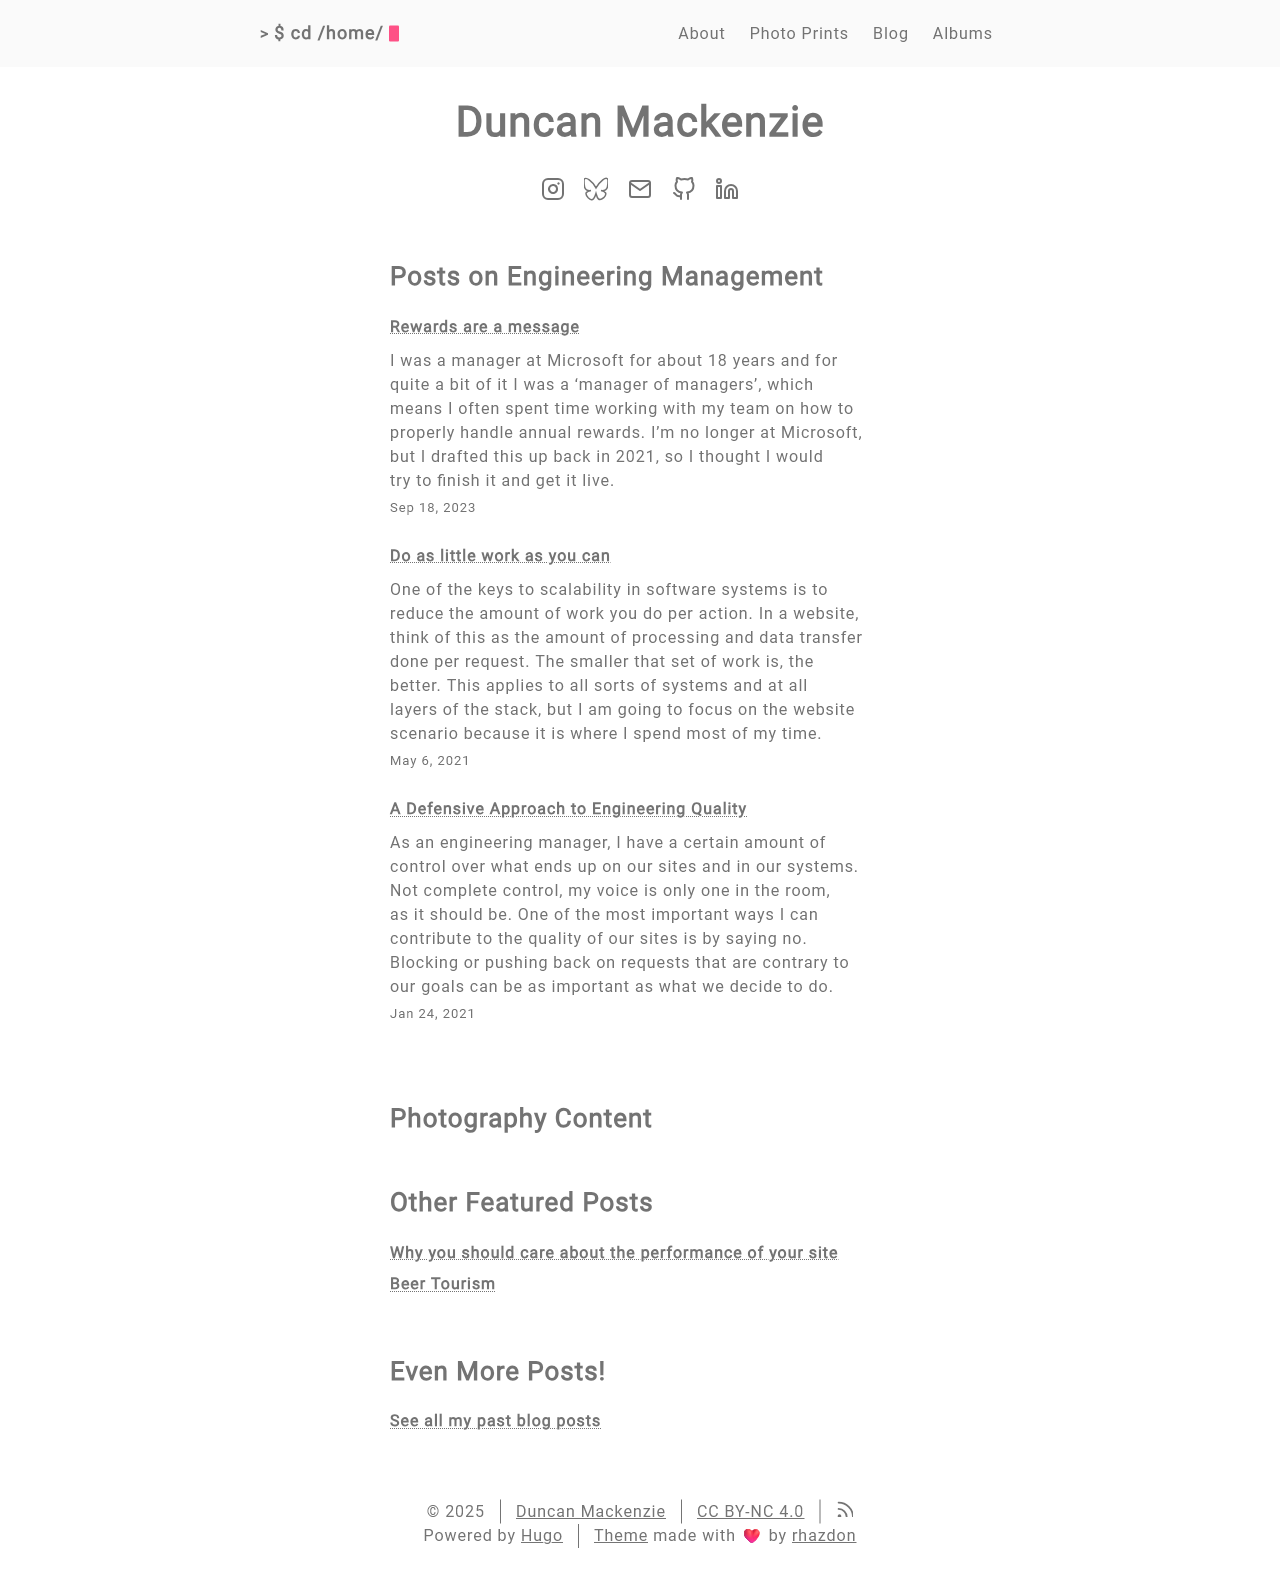 > $ cd /home/
About Photo Prints Blog Albums
Duncan Mackenzie
Posts on Engineering Management
Rewards are a message
I was a manager at Microsoft for about 18 years and for
quite a bit of it I was a ‘manager of managers’, which
means I often spent time working with my team on how to
properly handle annual rewards. I’m no longer at Microsoft,
but I drafted this up back in 2021, so I thought I would
try to finish it and get it live.
Sep 18, 2023
Do as little work as you can
One of the keys to scalability in software systems is to
reduce the amount of work you do per action. In a website,
think of this as the amount of processing and data transfer
done per request. The smaller that set of work is, the
better. This applies to all sorts of systems and at all
layers of the stack, but I am going to focus on the website
scenario because it is where I spend most of my time.
May 6, 2021
A Defensive Approach to Engineering Quality
As an engineering manager, I have a certain amount of
control over what ends up on our sites and in our systems.
Not complete control, my voice is only one in the room,
as it should be. One of the most important ways I can
contribute to the quality of our sites is by saying no.
Blocking or pushing back on requests that are contrary to
our goals can be as important as what we decide to do.
Jan 24, 2021
Photography Content
Other Featured Posts
Why you should care about the performance of your site
Beer Tourism
Even More Posts!
See all my past blog posts
© 2025 Duncan Mackenzie CC BY-NC 4.0
Powered by Hugo Theme made with ❤️ by rhazdon